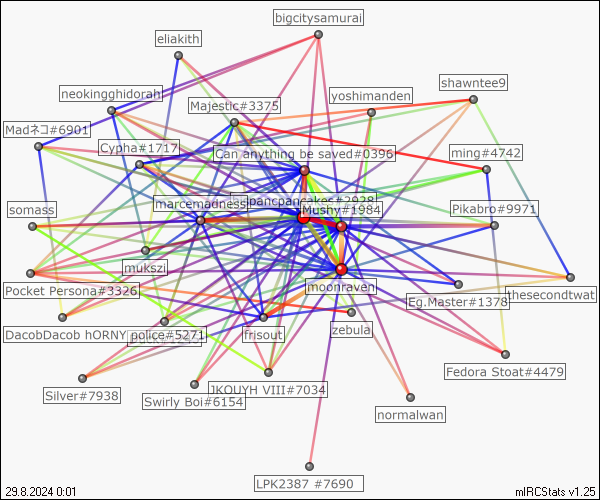 bigcitysamurai
eliakith
shawntee9
neokingghidorah
yoshimanden
Majestic#3375
Madネコ#6901
Cypha#1717
Can anything be saved#0396
ming#4742
pancpancakes#2928
marcemadness
Mushy#1984
somass
Pikabro#9971
mukszi
moonraven
Pocket Persona#3326
Eg.Master#1378
thesecondtwat
DacobDacob hORNY
police#5271
frisout
zebula
Fedora Stoat#4479
Silver#7938
Swirly Boi#6154
JKOUYH VIII#7034
normalwan
LPK2387 #7690
29.8.2024 0:01
mIRCStats v1.25